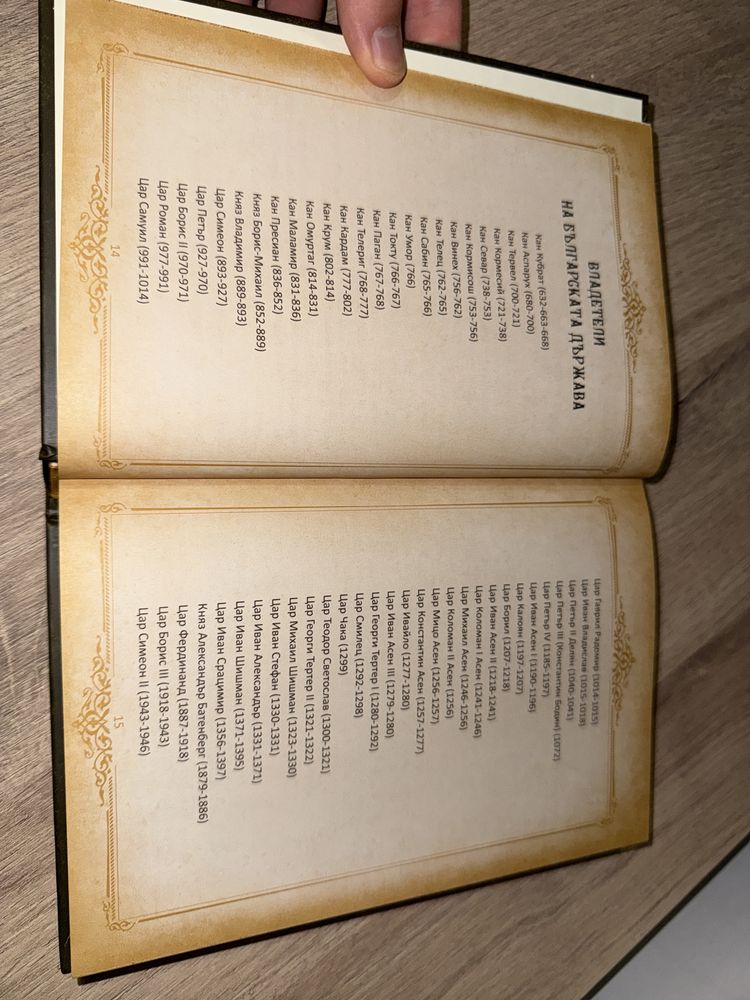 ВЛАДЕТЕЛИ
НА БЪЛГАРСКАТА ДЪРЖАВА
Кан Кубрат (632-663-668)
Кан Аспарух (680-700)
Кан Тервел (700-721)
Кан Кормесий (721-738)
Кан Севар (738-753)
Кан Кормисош (753-756)
Кан Винех (756-762)
Кан Телец (762-765)
Кан Сабин (765-766)
Кан Умор (766)
Кан Токту (766-767)
Кан Паган (767-768)
Кан Телериг (768-777)
Кан Кардам (777-802)
Кан Крум (802-814)
Кан Омуртаг (814-831)
Кан Маламир (831-836)
Кан Пресиан (836-852)
Княз Борис-Михаил (852-889)
Княз Владимир (889-893)
Цар Симеон (893-927)
Цар Петър (927-970)
Цар Борис II (970-971)
Цар Роман (977-991)
Цар Самуил (991-1014)
14
Цар Гаврил Радомир (1014-1015)
Цар Иван Владислав (1015-1018)
Цар Петър II Делян (1040-1041)
Цар Петър III (Константин Бодин) (1072)
Цар Петър IV (1185-1197)
Цар Иван Асен I (1190-1196)
Цар Калоян (1197-1207)
Цар Борил (1207-1218)
Цар Иван Асен II (1218-1241)
Цар Коломан I Асен (1241-1246)
Цар Михаил Асен (1246-1256)
Цар Коломан II Асен (1256)
Цар Мицо Асен (1256-1257)
Цар Константин Асен (1257-1277)
Цар Ивайло (1277-1280)
Цар Иван Асен III (1279-1280)
Цар Георги Тертер I (1280-1292)
Цар Смилец (1292-1298)
Цар Чака (1299)
Цар Теодор Светослав (1300-1321)
Цар Георги Тертер II (1321-1322)
Цар Михаил Шишман (1323-1330)
Цар Иван Стефан (1330-1331)
Цар Иван Александър (1331-1371)
Цар Иван Шишман (1371-1395)
Цар Иван Срацимир (1356-1397)
Княз Александър Батенберг (1879-1886)
Цар Фердинанд (1887-1918)
Цар Борис III (1918-1943)
Цар Симеон II (1943-1946)
15